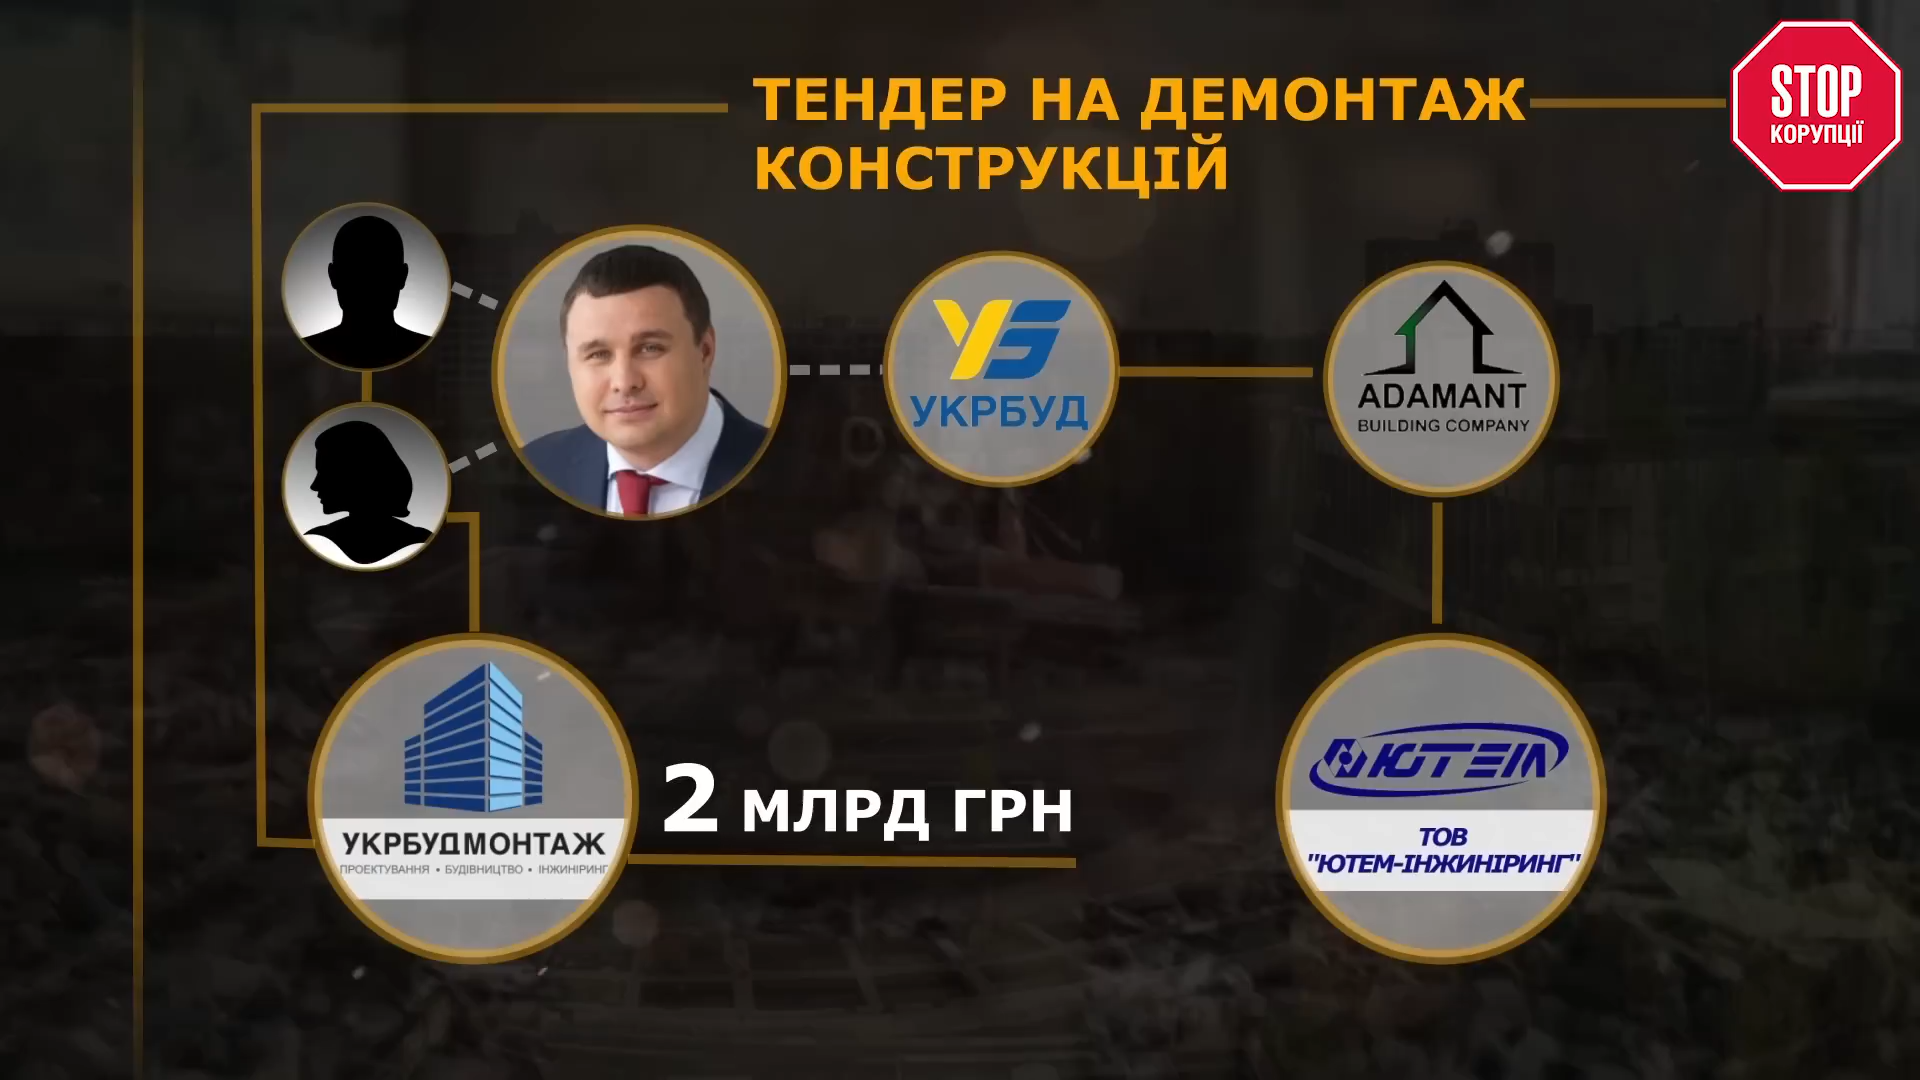 ТЕНДЕР НА ДЕМОНТАЖ
КОНСТРУКЦІЙ
STOP
КОРУПЦІЇ
УБ
УКРБУД
ADAMANT
BUILDING COMPANY
УКРБУДМОНТАЖ
ПРОЕКТУВАННЯ • БУДІВНИЦТВО • ІНЖИНІРИНГ
2 МЛРД ГРН
ЮТЕМ
ТОВ
"ЮТЕМ-ІНЖИНІРИНГ"